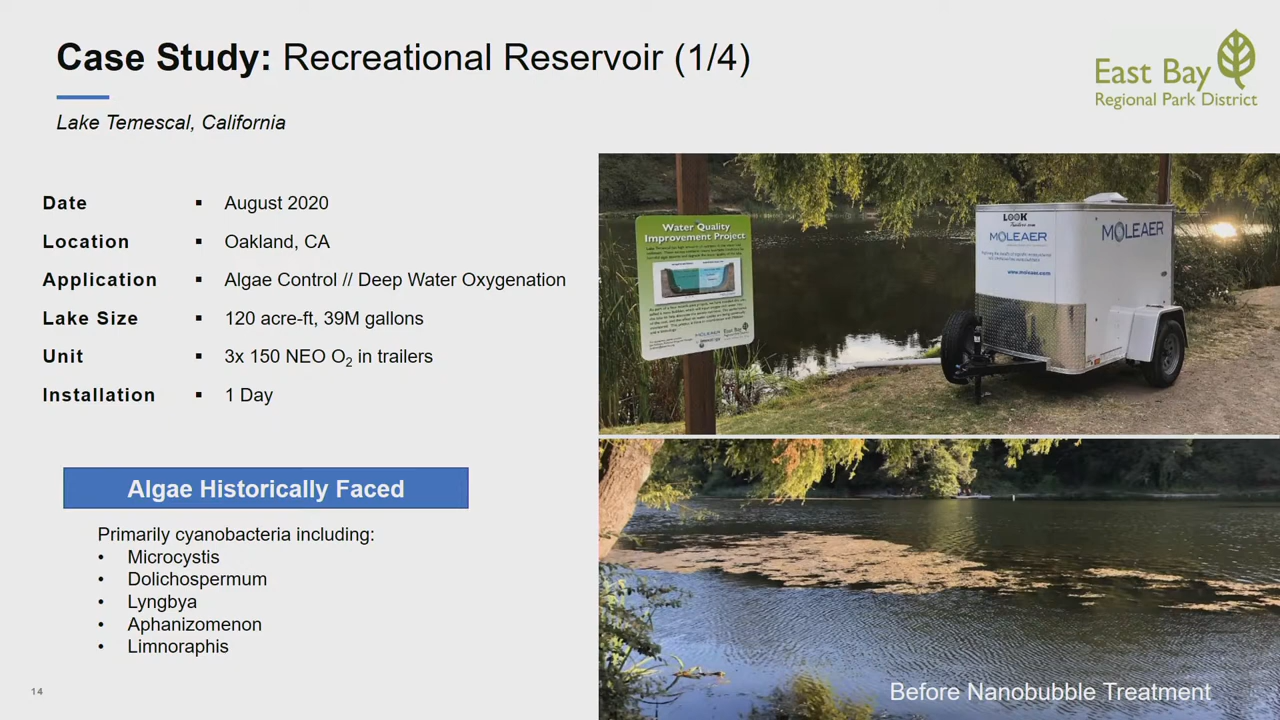 Case Study: Recreational Reservoir (1/4)
East Bay
Regional Park District
Lake Temescal, California
Date ▪ August 2020
Location ▪ Oakland, CA
Application ▪ Algae Control // Deep Water Oxygenation
Lake Size ▪ 120 acre-ft, 39M gallons
Unit ▪ 3x 150 NEO O₂ in trailers
Installation ▪ 1 Day
Algae Historically Faced
Primarily cyanobacteria including:
• Microcystis
• Dolichospermum
• Lyngbya
• Aphanizomenon
• Limnoraphis
14
Water Quality
Improvement Project
MOLEAER
East Bay
LOOK
MOLEAER
www.moleaer.com
MOLEAER
Before Nanobubble Treatment